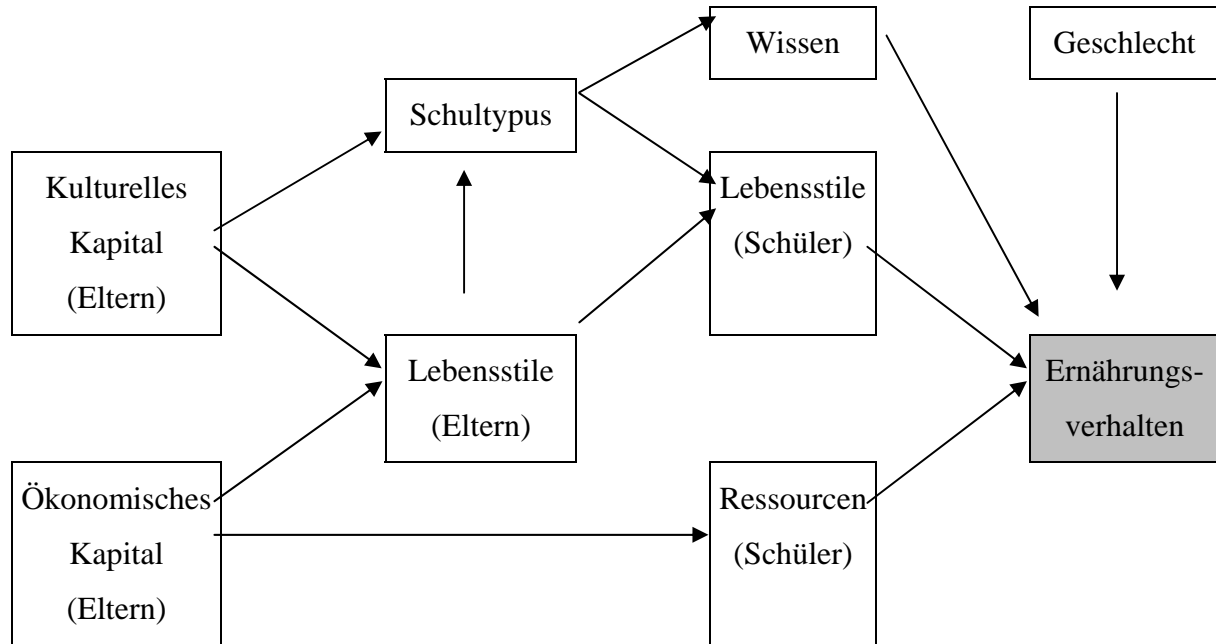 Wissen
Geschlecht
Schultypus
Kulturelles
Kapital
(Eltern)
Lebensstile
(Schüler)
Lebensstile
(Eltern)
Ernährungs-
verhalten
Ökonomisches
Kapital
(Eltern)
Ressourcen
(Schüler)